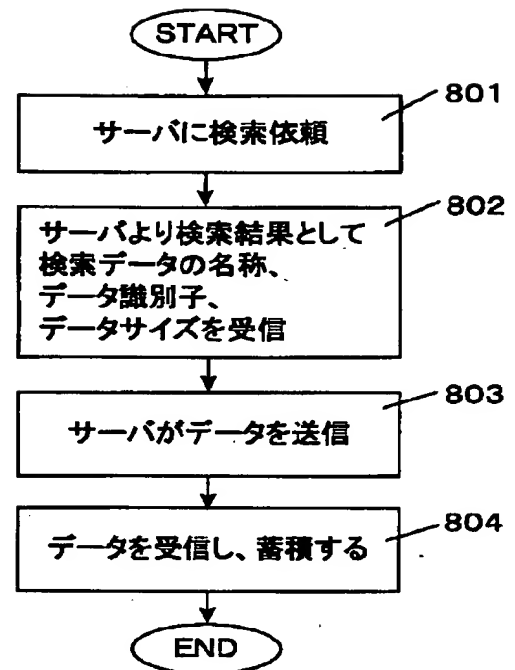 START
801
サーバに検索依頼
802
サーバより検索結果として
検索データの名称、
データ識別子、
データサイズを受信
803
サーバがデータを送信
804
データを受信し、蓄積する
END